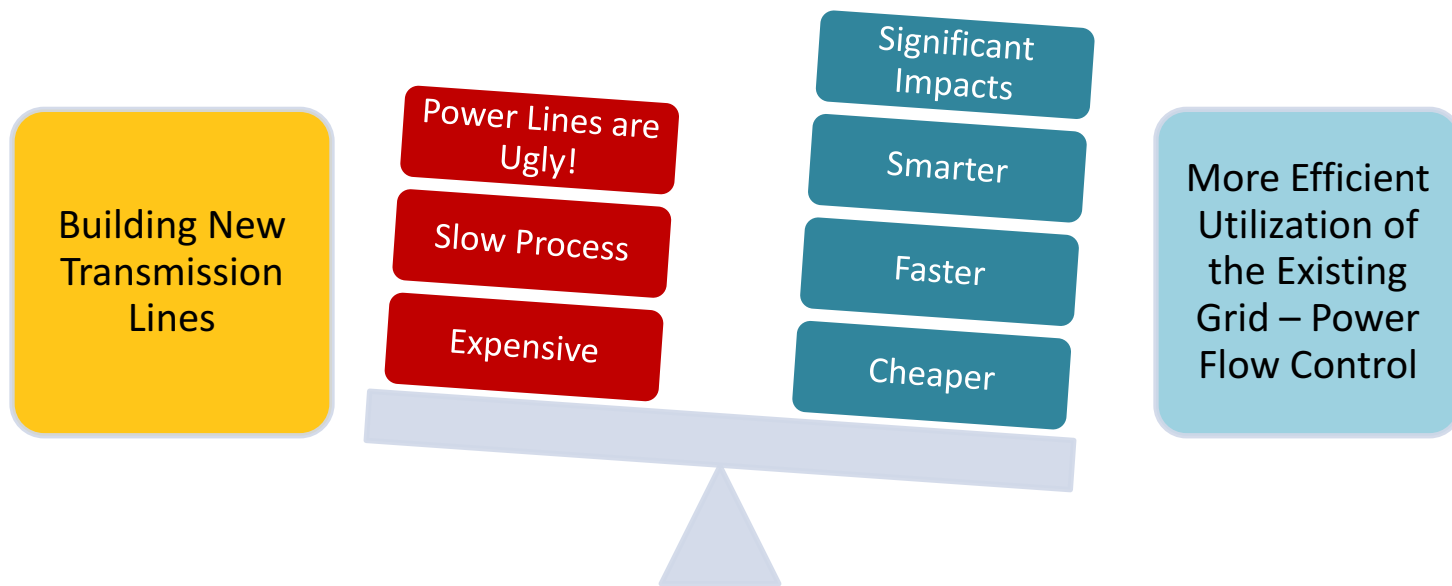 Building New
Transmission
Lines
Power Lines are
Ugly!
Slow Process
Expensive
Significant
Impacts
Smarter
Faster
Cheaper
More Efficient
Utilization of
the Existing
Grid – Power
Flow Control